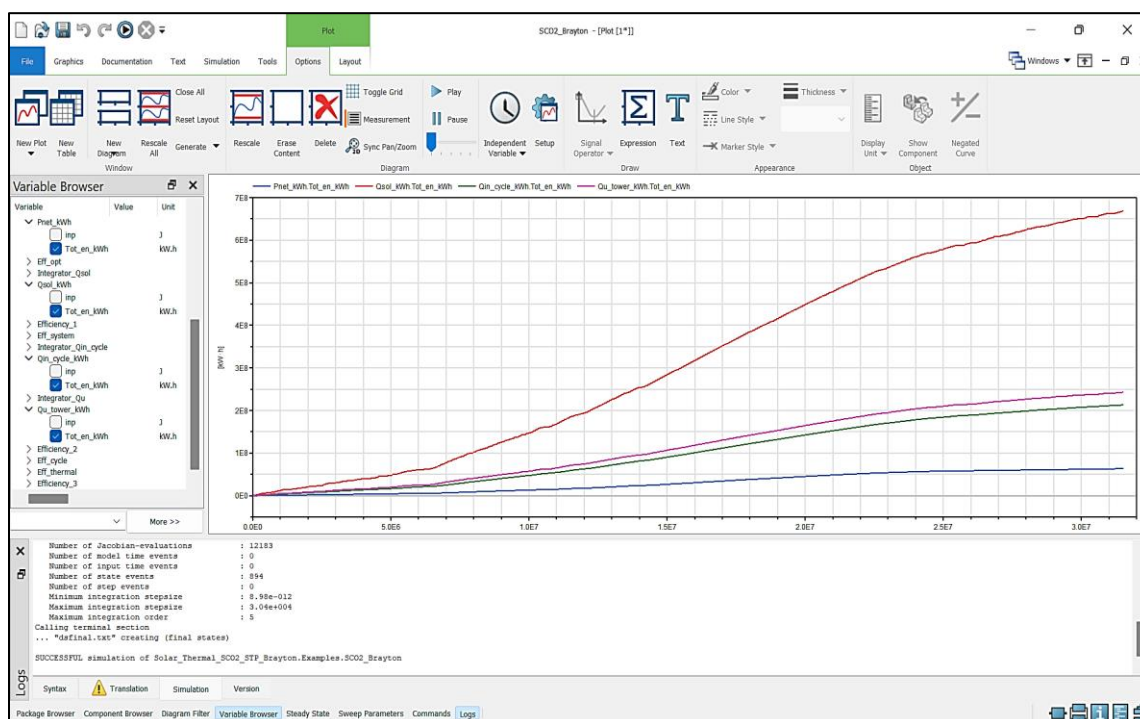 Plot
SCO2_Brayton - [Plot [1*]]
File Graphics Documentation Text Simulation Tools Options Layout Windows
Close All Toggle Grid Play Color Thickness
Reset Layout Measurement Pause Line Style
New Plot New Table New Diagram Rescale All Generate Rescale Erase Content Delete Sync Pan/Zoom Independent Variable Setup Signal Operator Expression Text Marker Style Display Unit Show Component Negated Curve
Window Diagram Draw Appearance Object
Variable Browser
Variable Value Unit
Pnet_kWh
inp J
Tot_en_kWh kW.h
Eff_opt
Integrator_Qsol
Qsol_kWh
inp J
Tot_en_kWh kW.h
Efficiency_1
Eff_system
Integrator_Qin_cycle
Qin_cycle_kWh
inp J
Tot_en_kWh kW.h
Integrator_Qu
Qu_tower_kWh
inp J
Tot_en_kWh kW.h
Efficiency_2
Eff_cycle
Eff_thermal
Efficiency_3
More >>
Pnet_kWh.Tot_en_kWh Qsol_kWh.Tot_en_kWh Qin_cycle_kWh.Tot_en_kWh Qu_tower_kWh.Tot_en_kWh
7E8
6E8
5E8
4E8
3E8
2E8
1E8
0E0
[kW h]
0.0E0 5.0E6 1.0E7 1.5E7 2.0E7 2.5E7 3.0E7
Number of Jacobian-evaluations : 12183
Number of model time events : 0
Number of input time events : 0
Number of state events : 894
Number of step events : 0
Minimum integration stepsize : 8.98e-012
Maximum integration stepsize : 3.04e+004
Maximum integration order : 5
Calling terminal section
... "dsfinal.txt" creating (final states)
SUCCESSFUL simulation of Solar_Thermal_SCO2_STP_Brayton.Examples.SCO2_Brayton
Logs
Syntax Translation Simulation Version
Package Browser Component Browser Diagram Filter Variable Browser Steady State Sweep Parameters Commands Logs